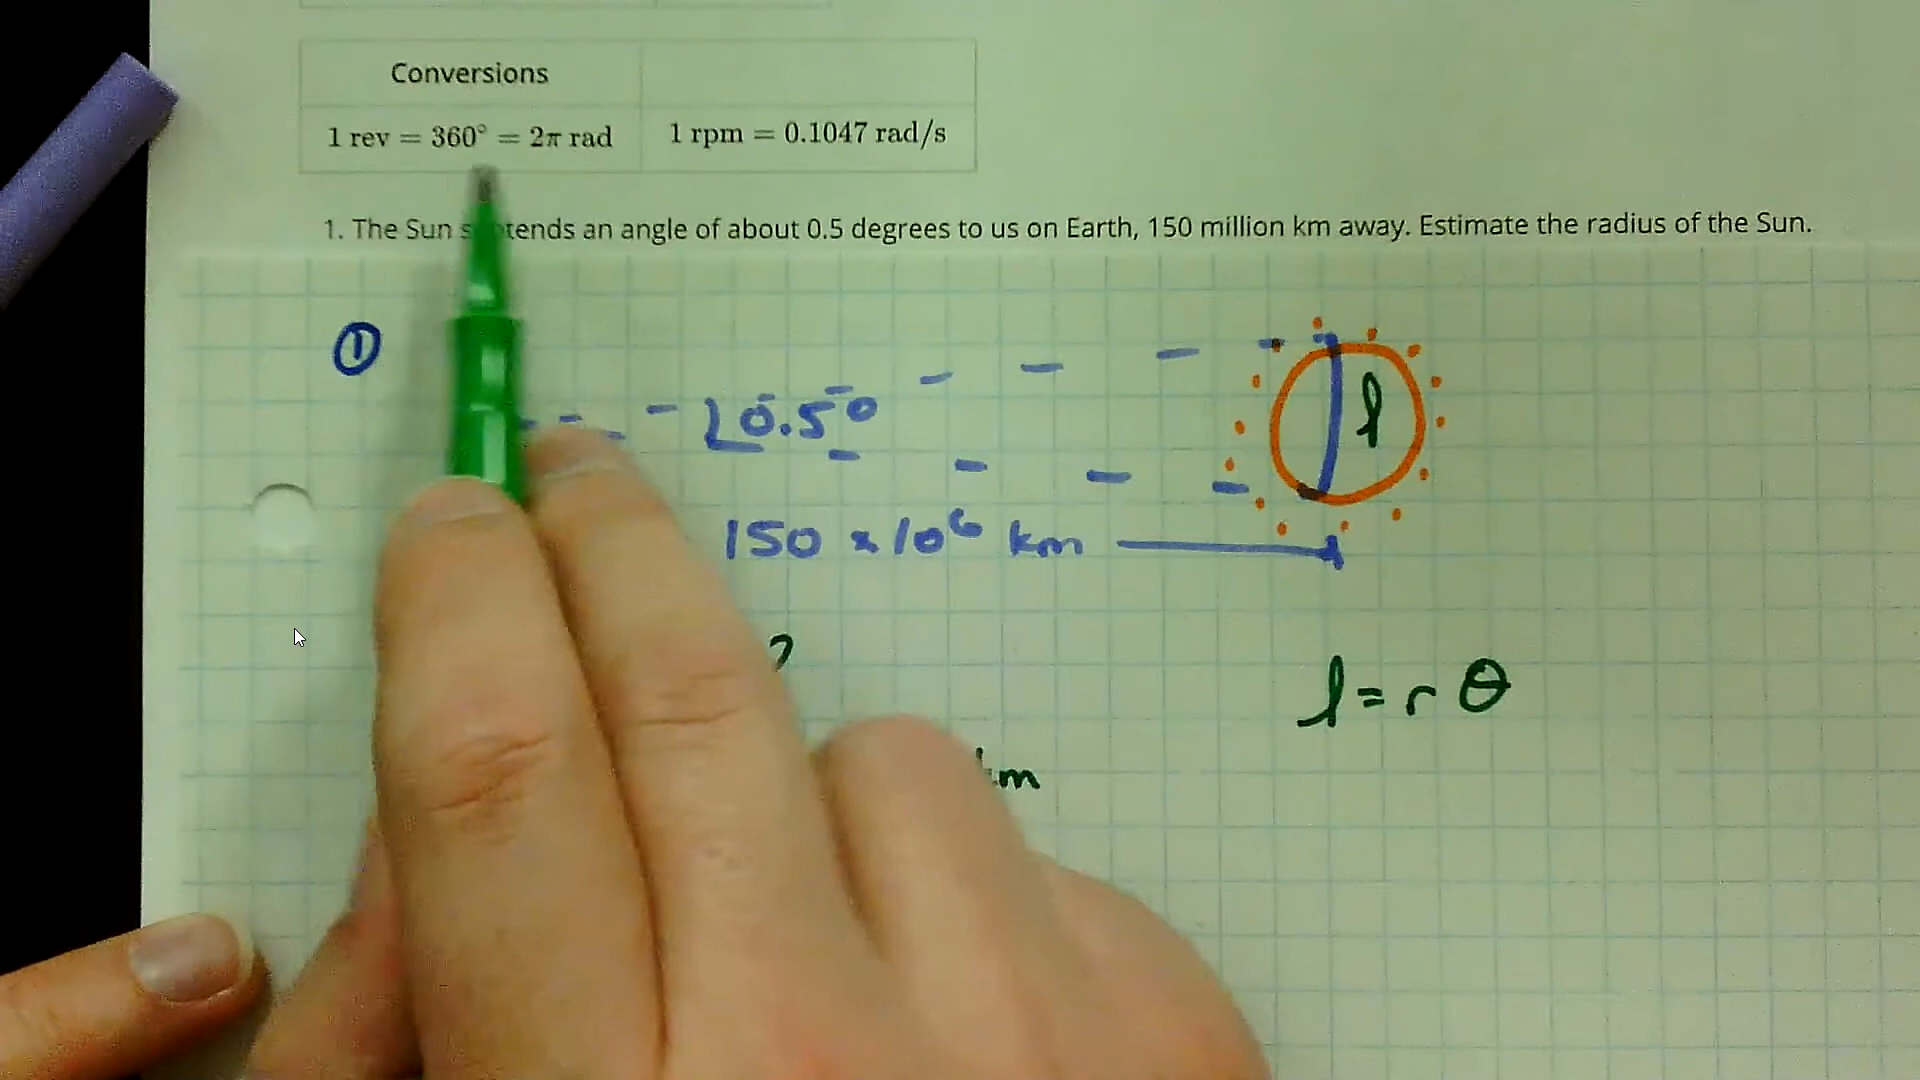 Conversions
1 rev = 360° = 2π rad
1 rpm = 0.1047 rad/s
1. The Sun tends an angle of about 0.5 degrees to us on Earth, 150 million km away. Estimate the radius of the Sun.
①
∠0.5°
l
150 × 10⁶ km
?
l = r θ
km